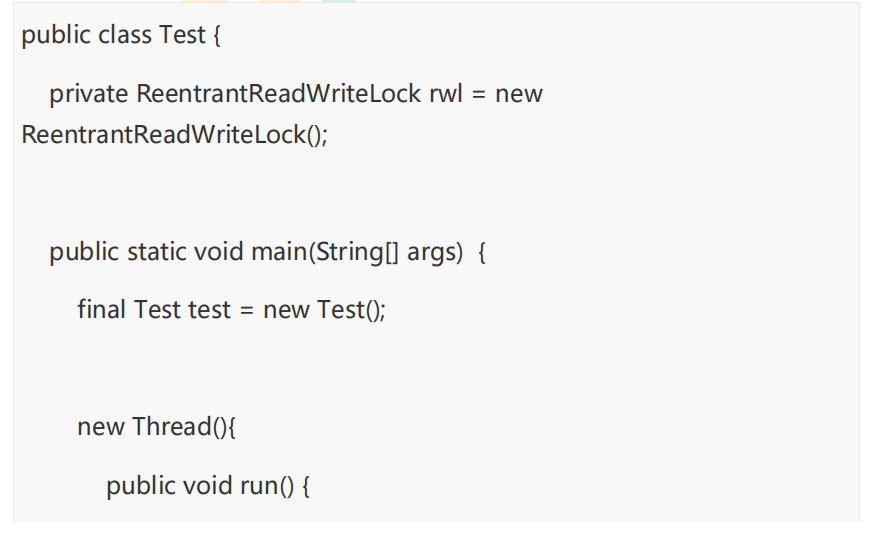 public class Test {
private ReentrantReadWriteLock rwl = new
ReentrantReadWriteLock();
public static void main(String[] args)  {
final Test test = new Test();
new Thread(){
public void run() {